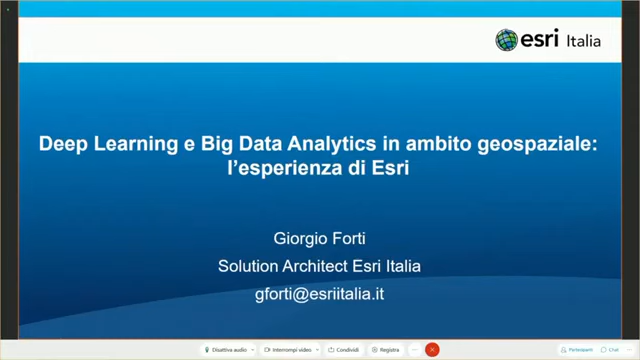 esri Italia
Deep Learning e Big Data Analytics in ambito geospaziale:
l'esperienza di Esri
Giorgio Forti
Solution Architect Esri Italia
gforti@esriitalia.it
Disattiva audio
Interrompi video
Condividi
Registra
Partecipanti
Chat